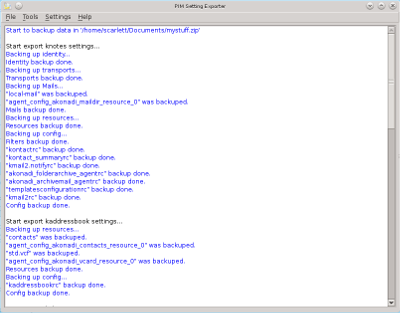 PIM Setting Exporter
File Tools Settings Help
Start to backup data in '/home/scarlett/Documents/mystuff.zip'
Start export knotes settings...
Backing up identity...
Identity backup done.
Backing up transports...
Transports backup done.
Backing up Mails...
"local-mail" was backuped.
"agent_config_akonadi_maildir_resource_0" was backuped.
Mails backup done.
Backing up resources...
Resources backup done.
Backing up config...
Filters backup done.
"kontactrc" backup done.
"kontact_summaryrc" backup done.
"kmail2.notifyrc" backup done.
"akonadi_folderarchive_agentrc" backup done.
"akonadi_archivemail_agentrc" backup done.
"templatesconfigurationrc" backup done.
"kmail2rc" backup done.
Config backup done.
Start export kaddressbook settings...
Backing up resources...
"contacts" was backuped.
"agent_config_akonadi_contacts_resource_0" was backuped.
"std.vcf" was backuped.
"agent_config_akonadi_vcard_resource_0" was backuped.
Resources backup done.
Backing up config...
"kaddressbookrc" backup done.
Config backup done.